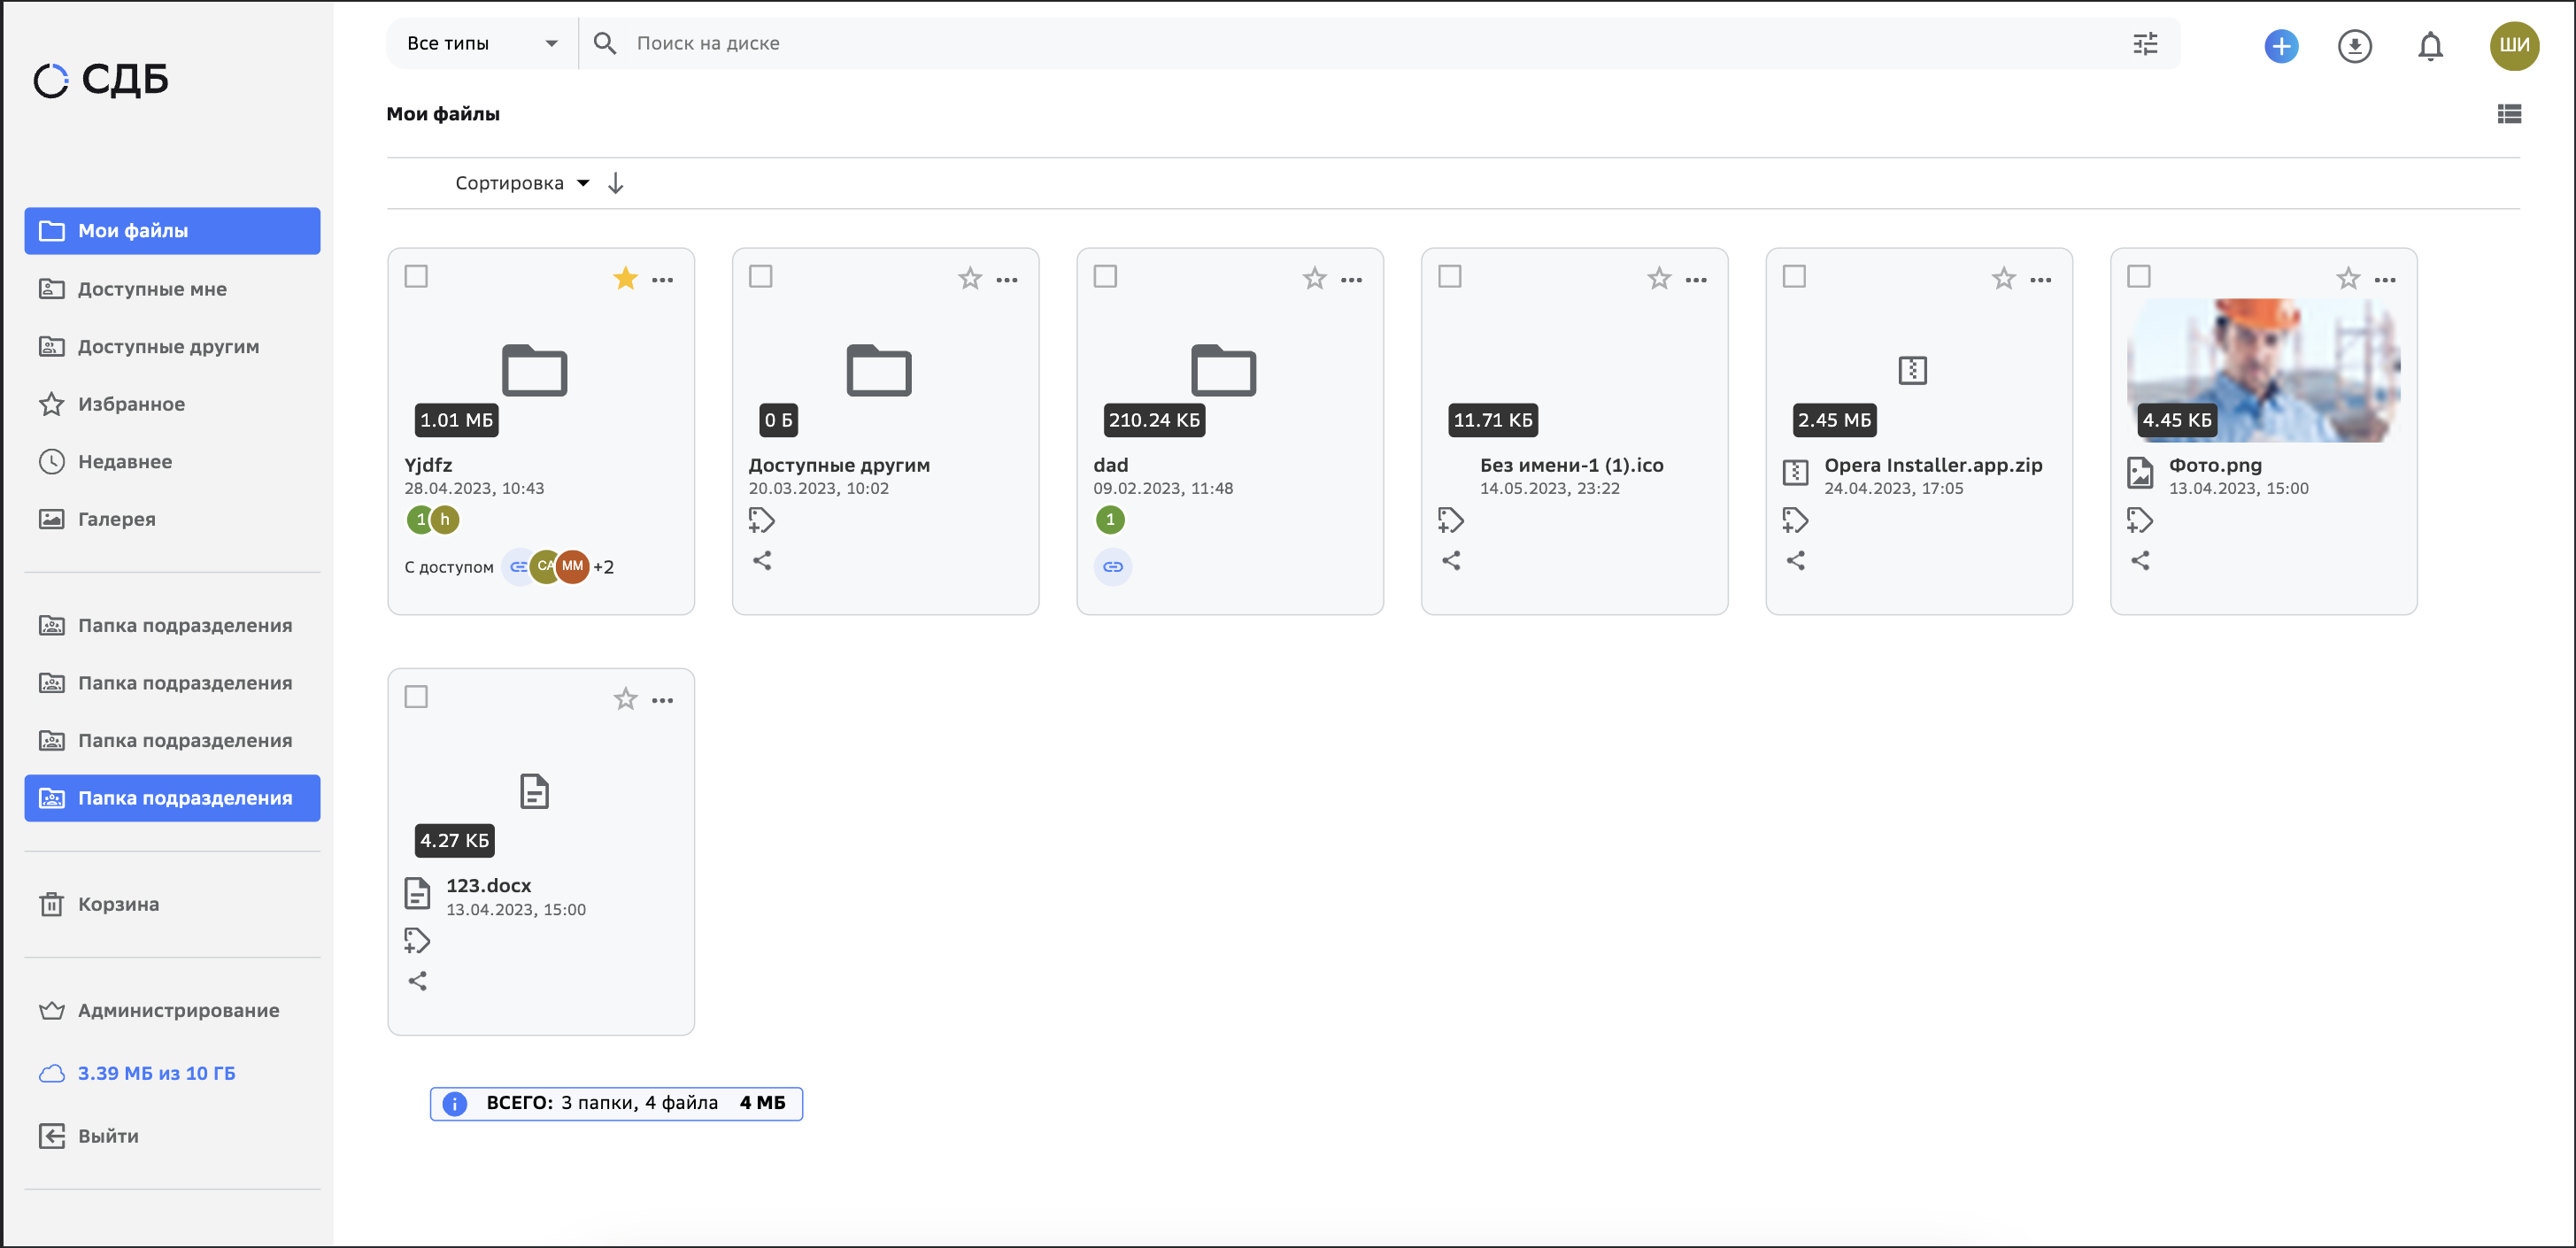 СДБ
Все типы
Поиск на диске
ШИ
Мои файлы
Сортировка
Мои файлы
Доступные мне
Доступные другим
Избранное
Недавнее
Галерея
Папка подразделения
Папка подразделения
Папка подразделения
Папка подразделения
Корзина
Администрирование
3.39 МБ из 10 ГБ
Выйти
1.01 МБ
Yjdfz
28.04.2023, 10:43
1 h
С доступом CA MM +2
0 Б
Доступные другим
20.03.2023, 10:02
210.24 КБ
dad
09.02.2023, 11:48
1
11.71 КБ
Без имени-1 (1).ico
14.05.2023, 23:22
2.45 МБ
Opera Installer.app.zip
24.04.2023, 17:05
4.45 КБ
Фото.png
13.04.2023, 15:00
4.27 КБ
123.docx
13.04.2023, 15:00
ВСЕГО: 3 папки, 4 файла 4 МБ